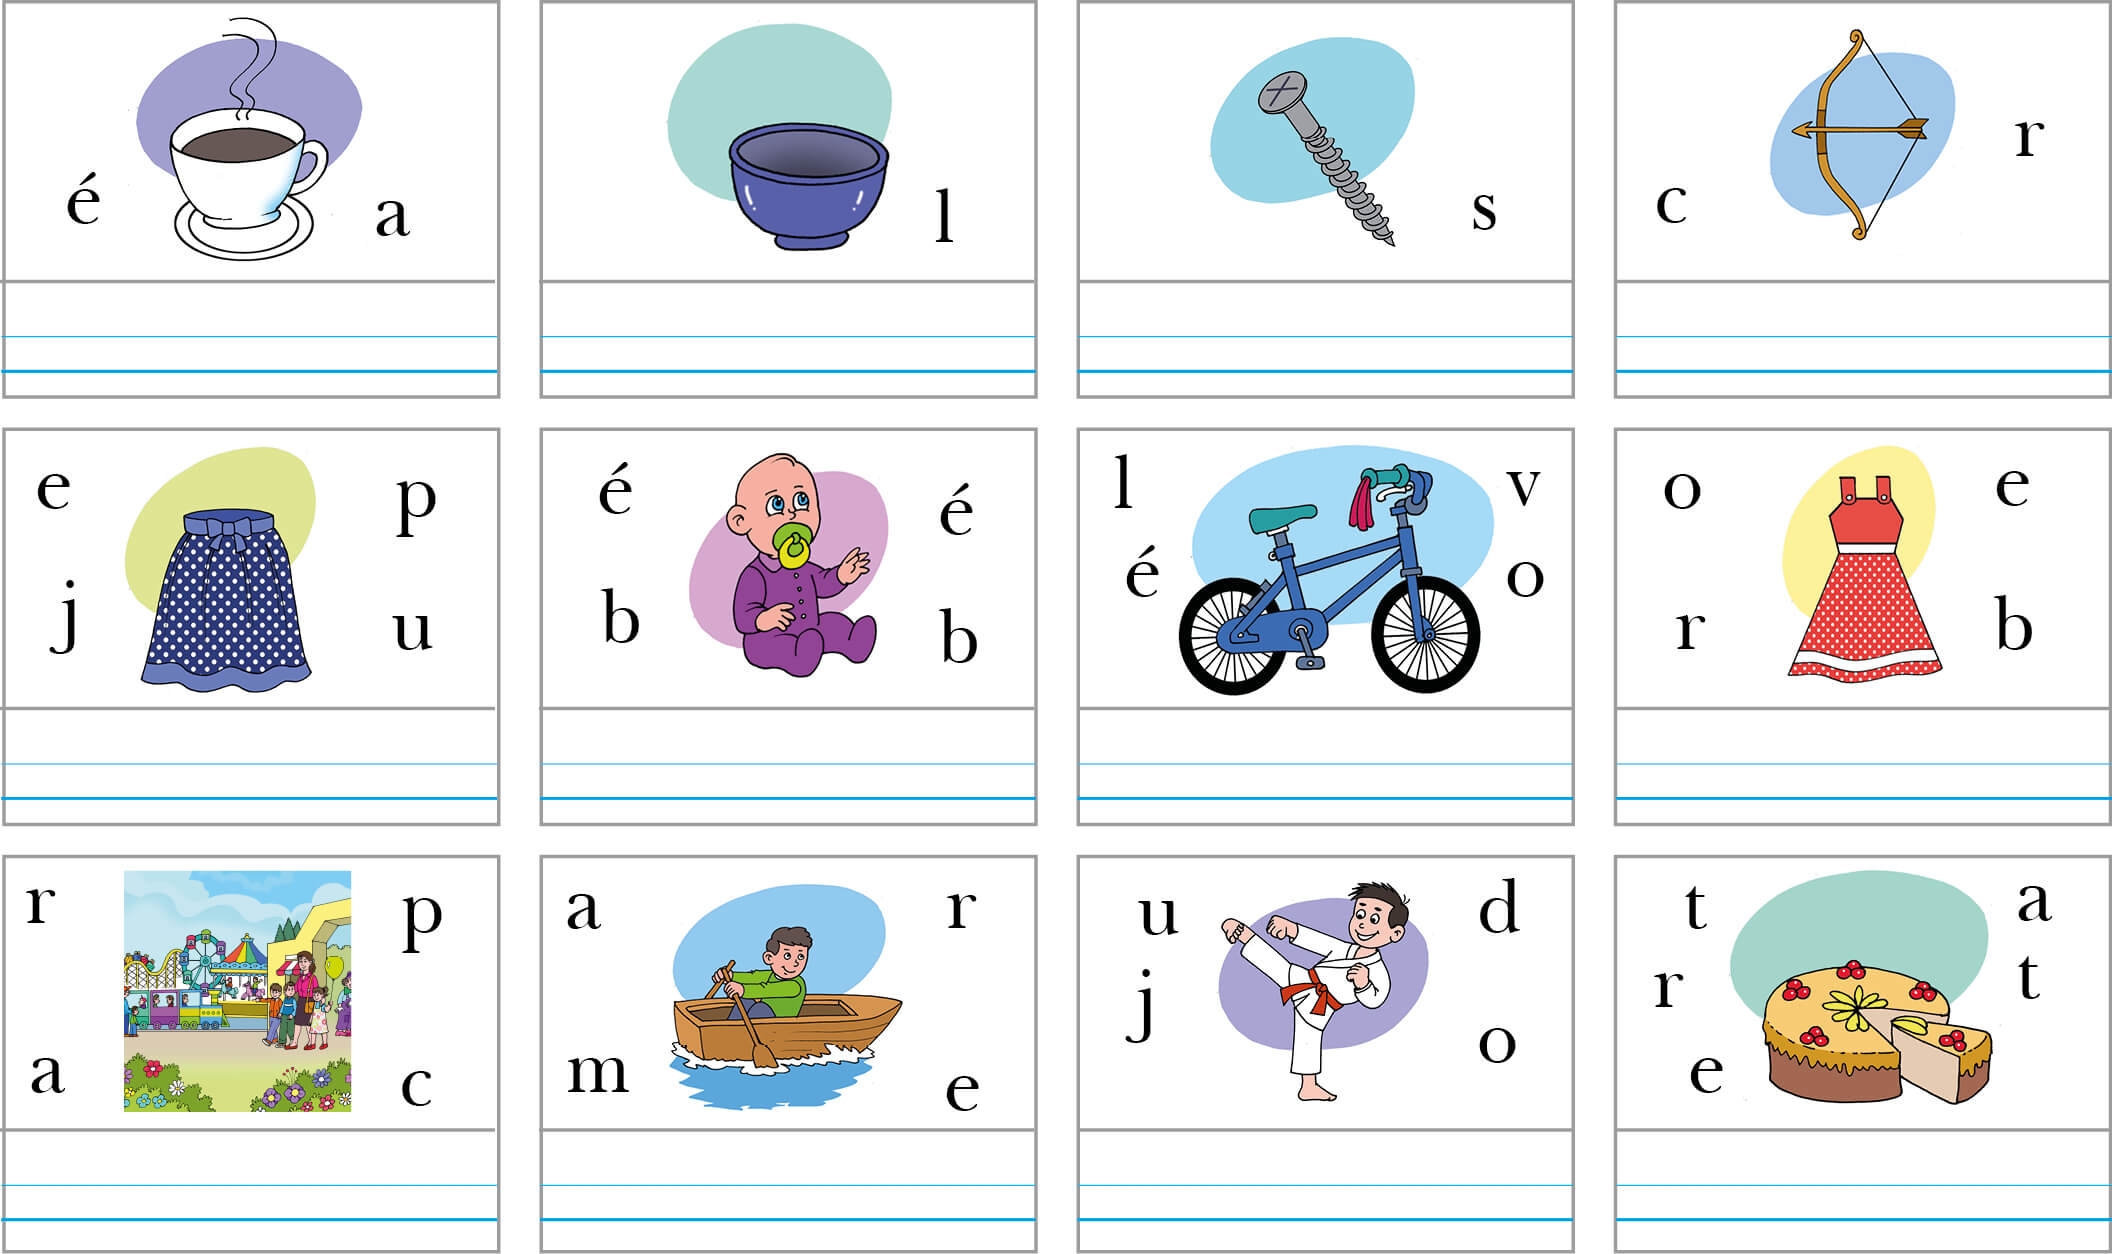 é a
l
s
c r
e p
j u
é é
b b
l v
é o
o e
r b
r p
a c
a r
m e
u d
j o
t a
r t
e